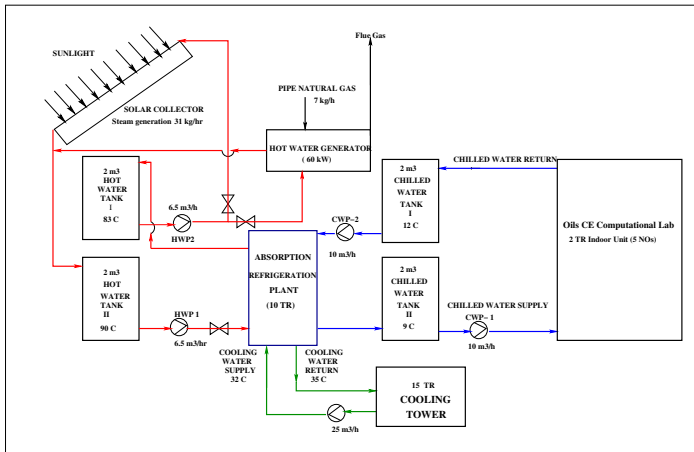 Flue Gas
SUNLIGHT
PIPE NATURAL GAS
7 kg/h
SOLAR COLLECTOR
Steam generation 31 kg/hr
HOT WATER GENERATOR
( 60 kW)
2 m3
HOT
WATER
TANK
I
83 C
6.5 m3/h
HWP2
2 m3
CHILLED
WATER
TANK
I
12 C
CHILLED WATER RETURN
Oils CE Computational Lab
2 TR Indoor Unit (5 NOs)
CWP-2
10 m3/h
ABSORPTION
REFRIGERATION
PLANT
(10 TR)
2 m3
HOT
WATER
TANK
II
90 C
HWP 1
6.5 m3/hr
2 m3
CHILLED
WATER
TANK
II
9 C
CHILLED WATER SUPPLY
CWP- 1
10 m3/h
COOLING
WATER
SUPPLY
32 C
COOLING
WATER
RETURN
35 C
15 TR
COOLING
TOWER
25 m3/h